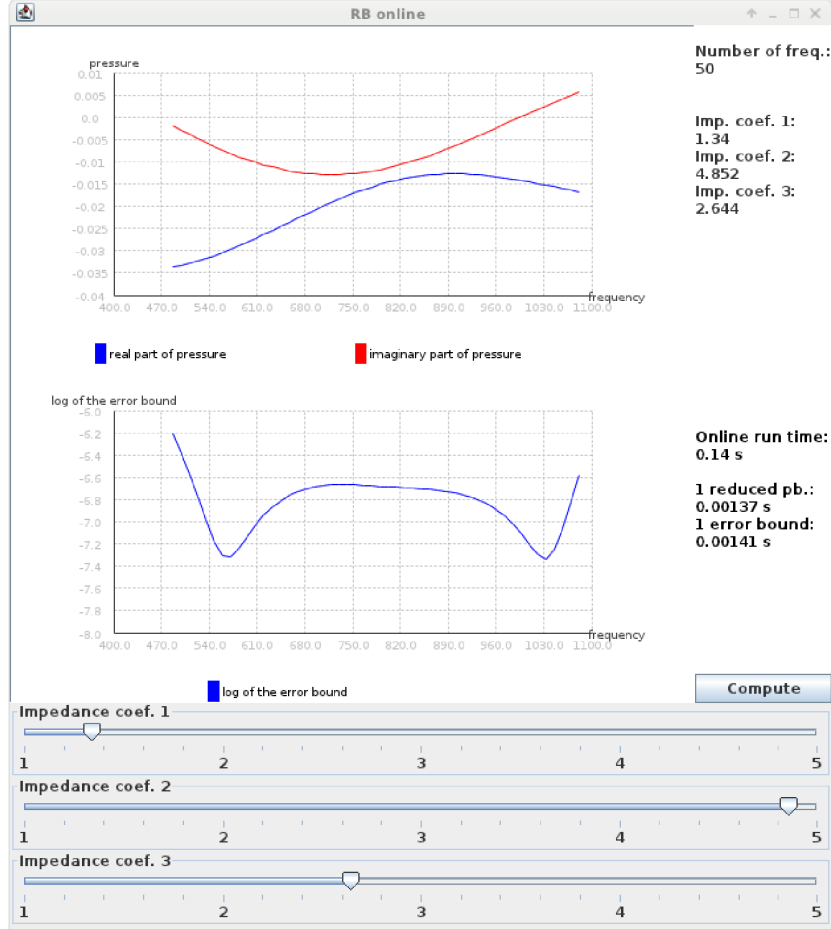 RB online
pressure
0.01
0.005
0.0
-0.005
-0.01
-0.015
-0.02
-0.03
-0.03
-0.035
-0.04
400.0 470.0 540.0 610.0 680.0 750.0 820.0 890.0 960.0 1030.0 1100.0
frequency
real part of pressure
imaginary part of pressure
Number of freq.:
50
Imp. coef. 1:
1.34
Imp. coef. 2:
4.852
Imp. coef. 3:
2.644
log of the error bound
-6.0
-6.2
-6.4
-6.6
-6.8
-7.0
-7.2
-7.4
-7.6
-7.8
-8.0
400.0 470.0 540.0 610.0 680.0 750.0 820.0 890.0 960.0 1030.0 1100.0
frequency
log of the error bound
Online run time:
0.14 s
1 reduced pb.:
0.00137 s
1 error bound:
0.00141 s
Compute
Impedance coef. 1
1 2 3 4 5
Impedance coef. 2
1 2 3 4 5
Impedance coef. 3
1 2 3 4 5